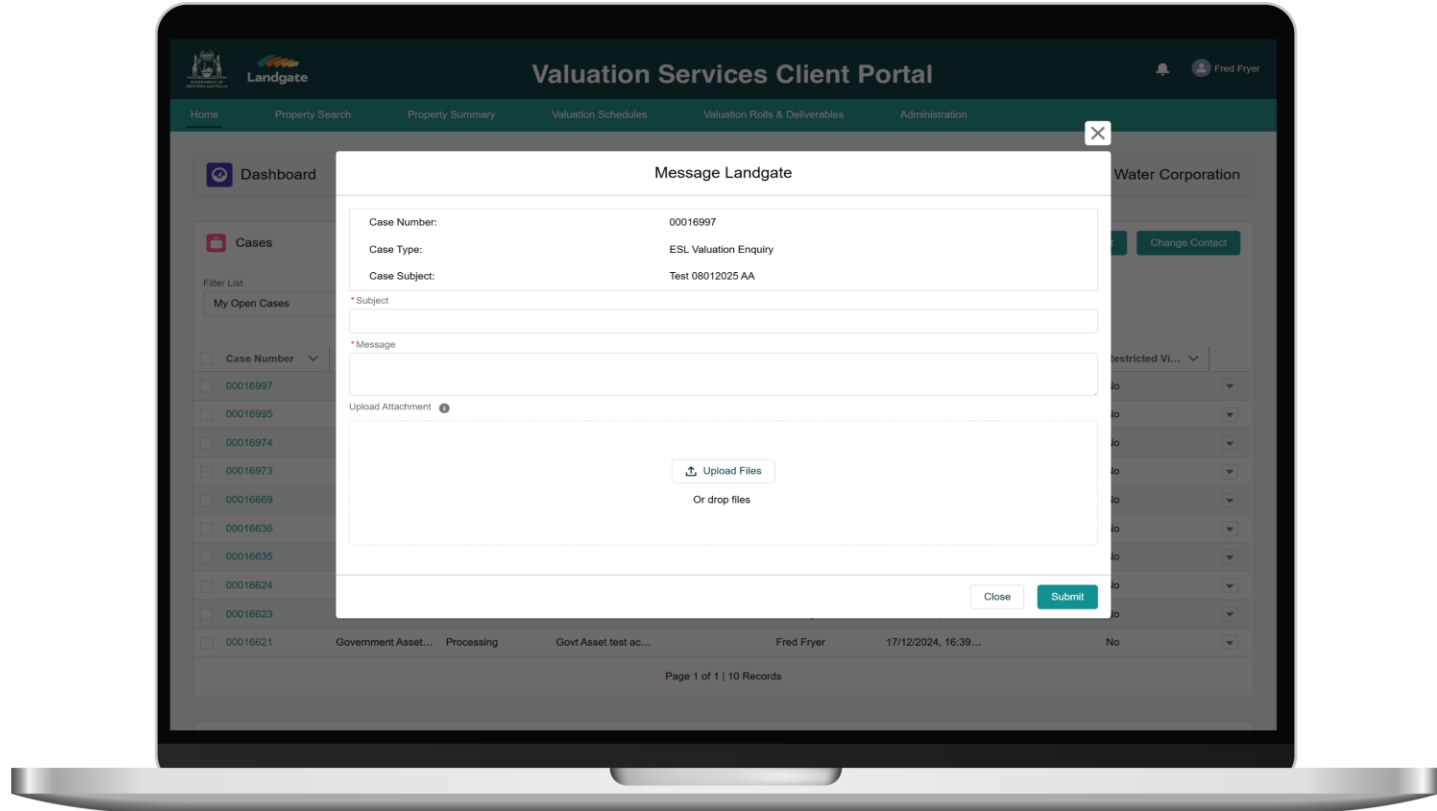 GOVERNMENT OF
WESTERN AUSTRALIA
Landgate
Valuation Services Client Portal
Fred Fryer
Home Property Search Property Summary Valuation Schedules Valuation Rolls & Deliverables Administration
Dashboard
Water Corporation
Message Landgate
Case Number: 00016997
Case Type: ESL Valuation Enquiry
Case Subject: Test 08012025 AA
*Subject
*Message
Upload Attachment
Upload Files
Or drop files
Close Submit
Cases
Change Contact
Filter List
My Open Cases
Case Number
00016997
00016995
00016974
00016973
00016669
00016636
00016635
00016624
00016623
00016621 Government Asset... Processing Govt Asset test ac... Fred Fryer 17/12/2024, 16:39... No
Page 1 of 1 | 10 Records